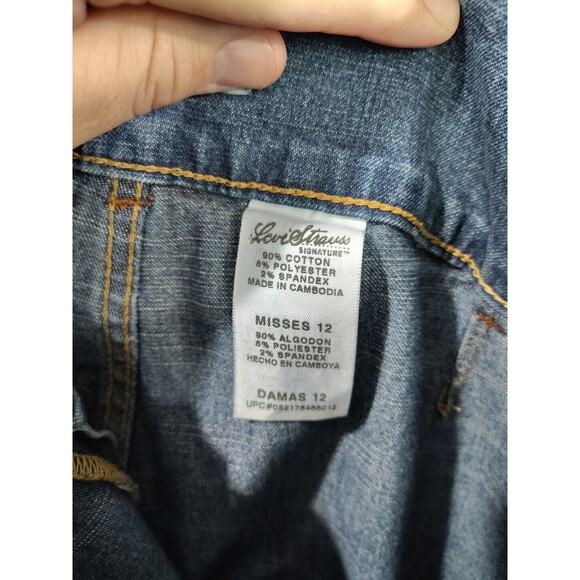 Levi Strauss
SIGNATURE™
90% COTTON
8% POLYESTER
2% SPANDEX
MADE IN CAMBODIA
MISSES 12
90% ALGODON
8% POLIESTER
2% SPANDEX
HECHO EN CAMBOYA
DAMAS 12